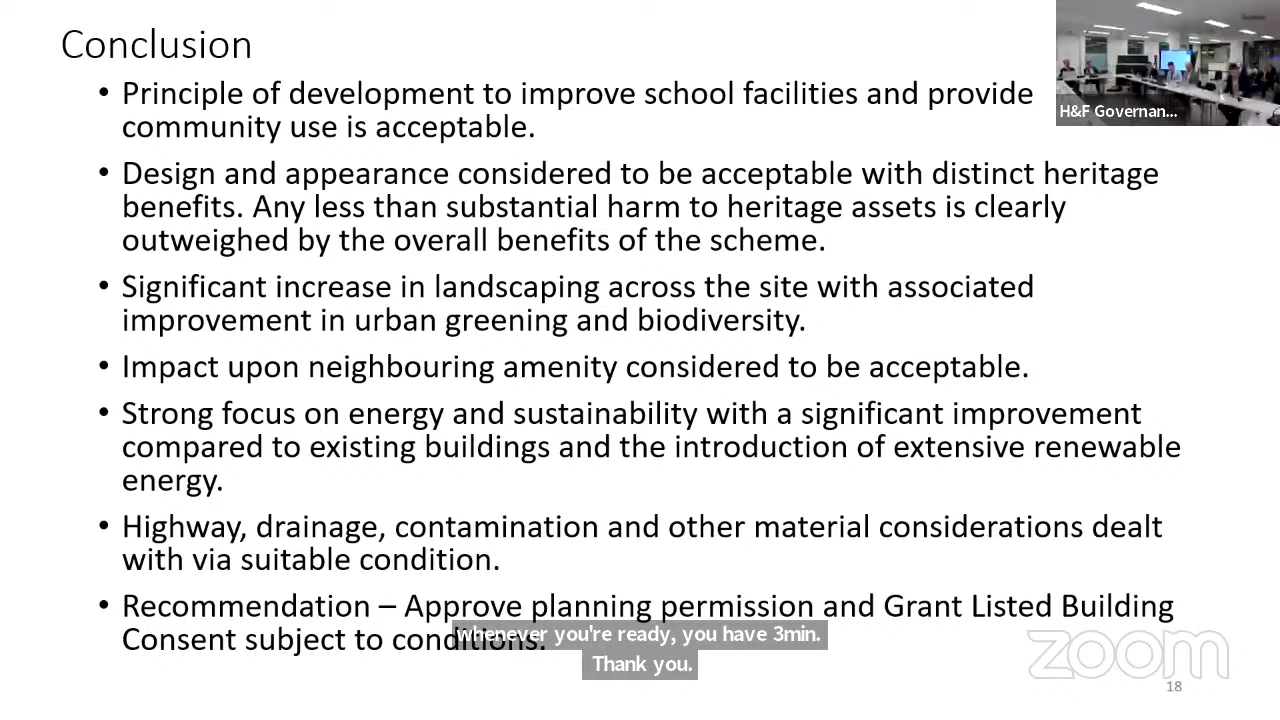 Conclusion
• Principle of development to improve school facilities and provide
community use is acceptable.
• Design and appearance considered to be acceptable with distinct heritage
benefits. Any less than substantial harm to heritage assets is clearly
outweighed by the overall benefits of the scheme.
• Significant increase in landscaping across the site with associated
improvement in urban greening and biodiversity.
• Impact upon neighbouring amenity considered to be acceptable.
• Strong focus on energy and sustainability with a significant improvement
compared to existing buildings and the introduction of extensive renewable
energy.
• Highway, drainage, contamination and other material considerations dealt
with via suitable condition.
• Recommendation – Approve planning permission and Grant Listed Building
Consent subject to conditions.
whenever you're ready, you have 3min.
Thank you.
H&F Governan...
zoom
18